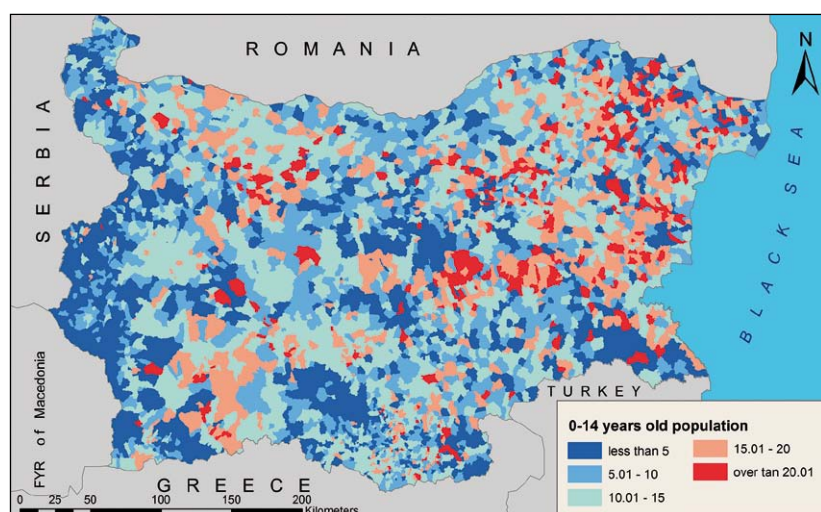 ROMANIA
N
SERBIA
BLACK SEA
TURKEY
FYR of Macedonia
GREECE
0-14 years old population
less than 5
5.01 - 10
10.01 - 15
15.01 - 20
over tan 20.01
0 25 50 100 150 200
Kilometers